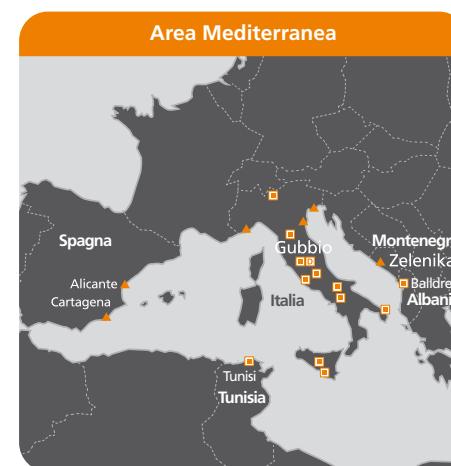 Area Mediterranea
Spagna
Gubbio
Montenegr
Zelenika
Alicante
Balldre
Cartagena
Italia
Albani
Tunisi
Tunisia